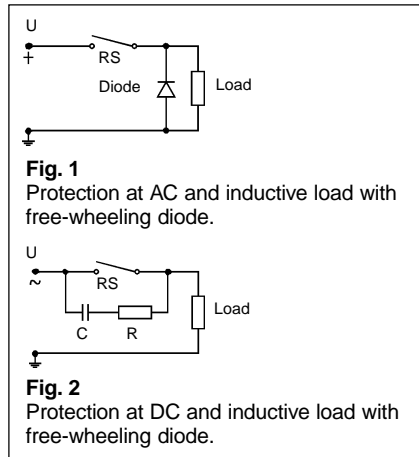 U
+
RS
Diode
Load
Fig. 1
Protection at AC and inductive load with
free-wheeling diode.
U
~
RS
Load
C R
Fig. 2
Protection at DC and inductive load with
free-wheeling diode.